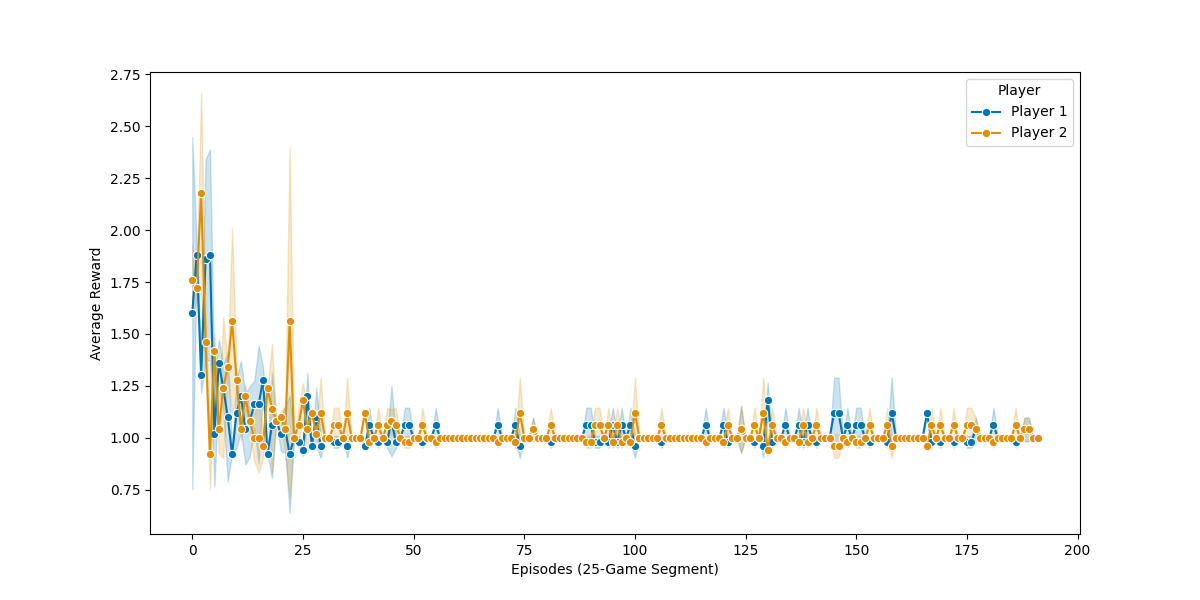 2.75
2.50
2.25
2.00
1.75
1.50
1.25
1.00
0.75
Average Reward
Player
Player 1
Player 2
0 25 50 75 100 125 150 175 200
Episodes (25-Game Segment)